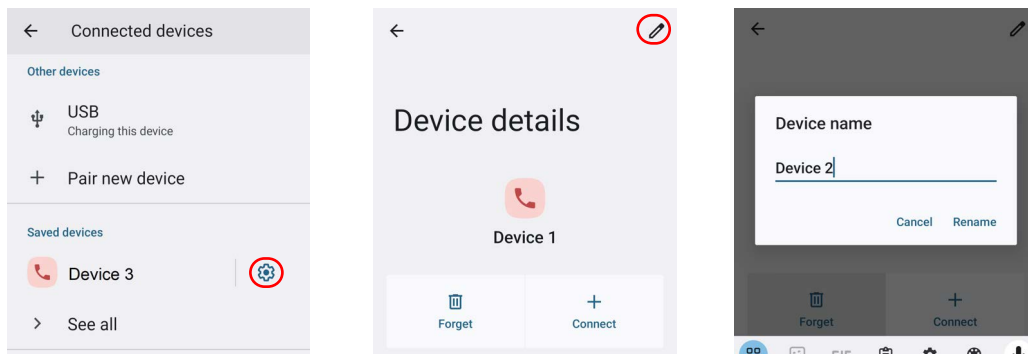 Connected devices
Other devices
USB
Charging this device
Pair new device
Saved devices
Device 3
See all
Device details
Device 1
Forget
Connect
Device name
Device 2
Cancel Rename
Forget
Connect
GIF